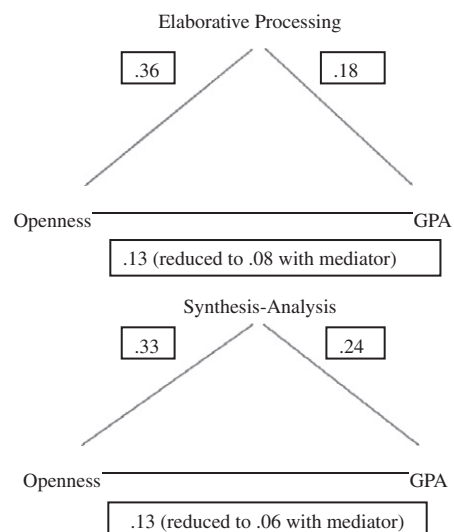 Elaborative Processing
.36 .18
Openness GPA
.13 (reduced to .08 with mediator)
Synthesis-Analysis
.33 .24
Openness GPA
.13 (reduced to .06 with mediator)